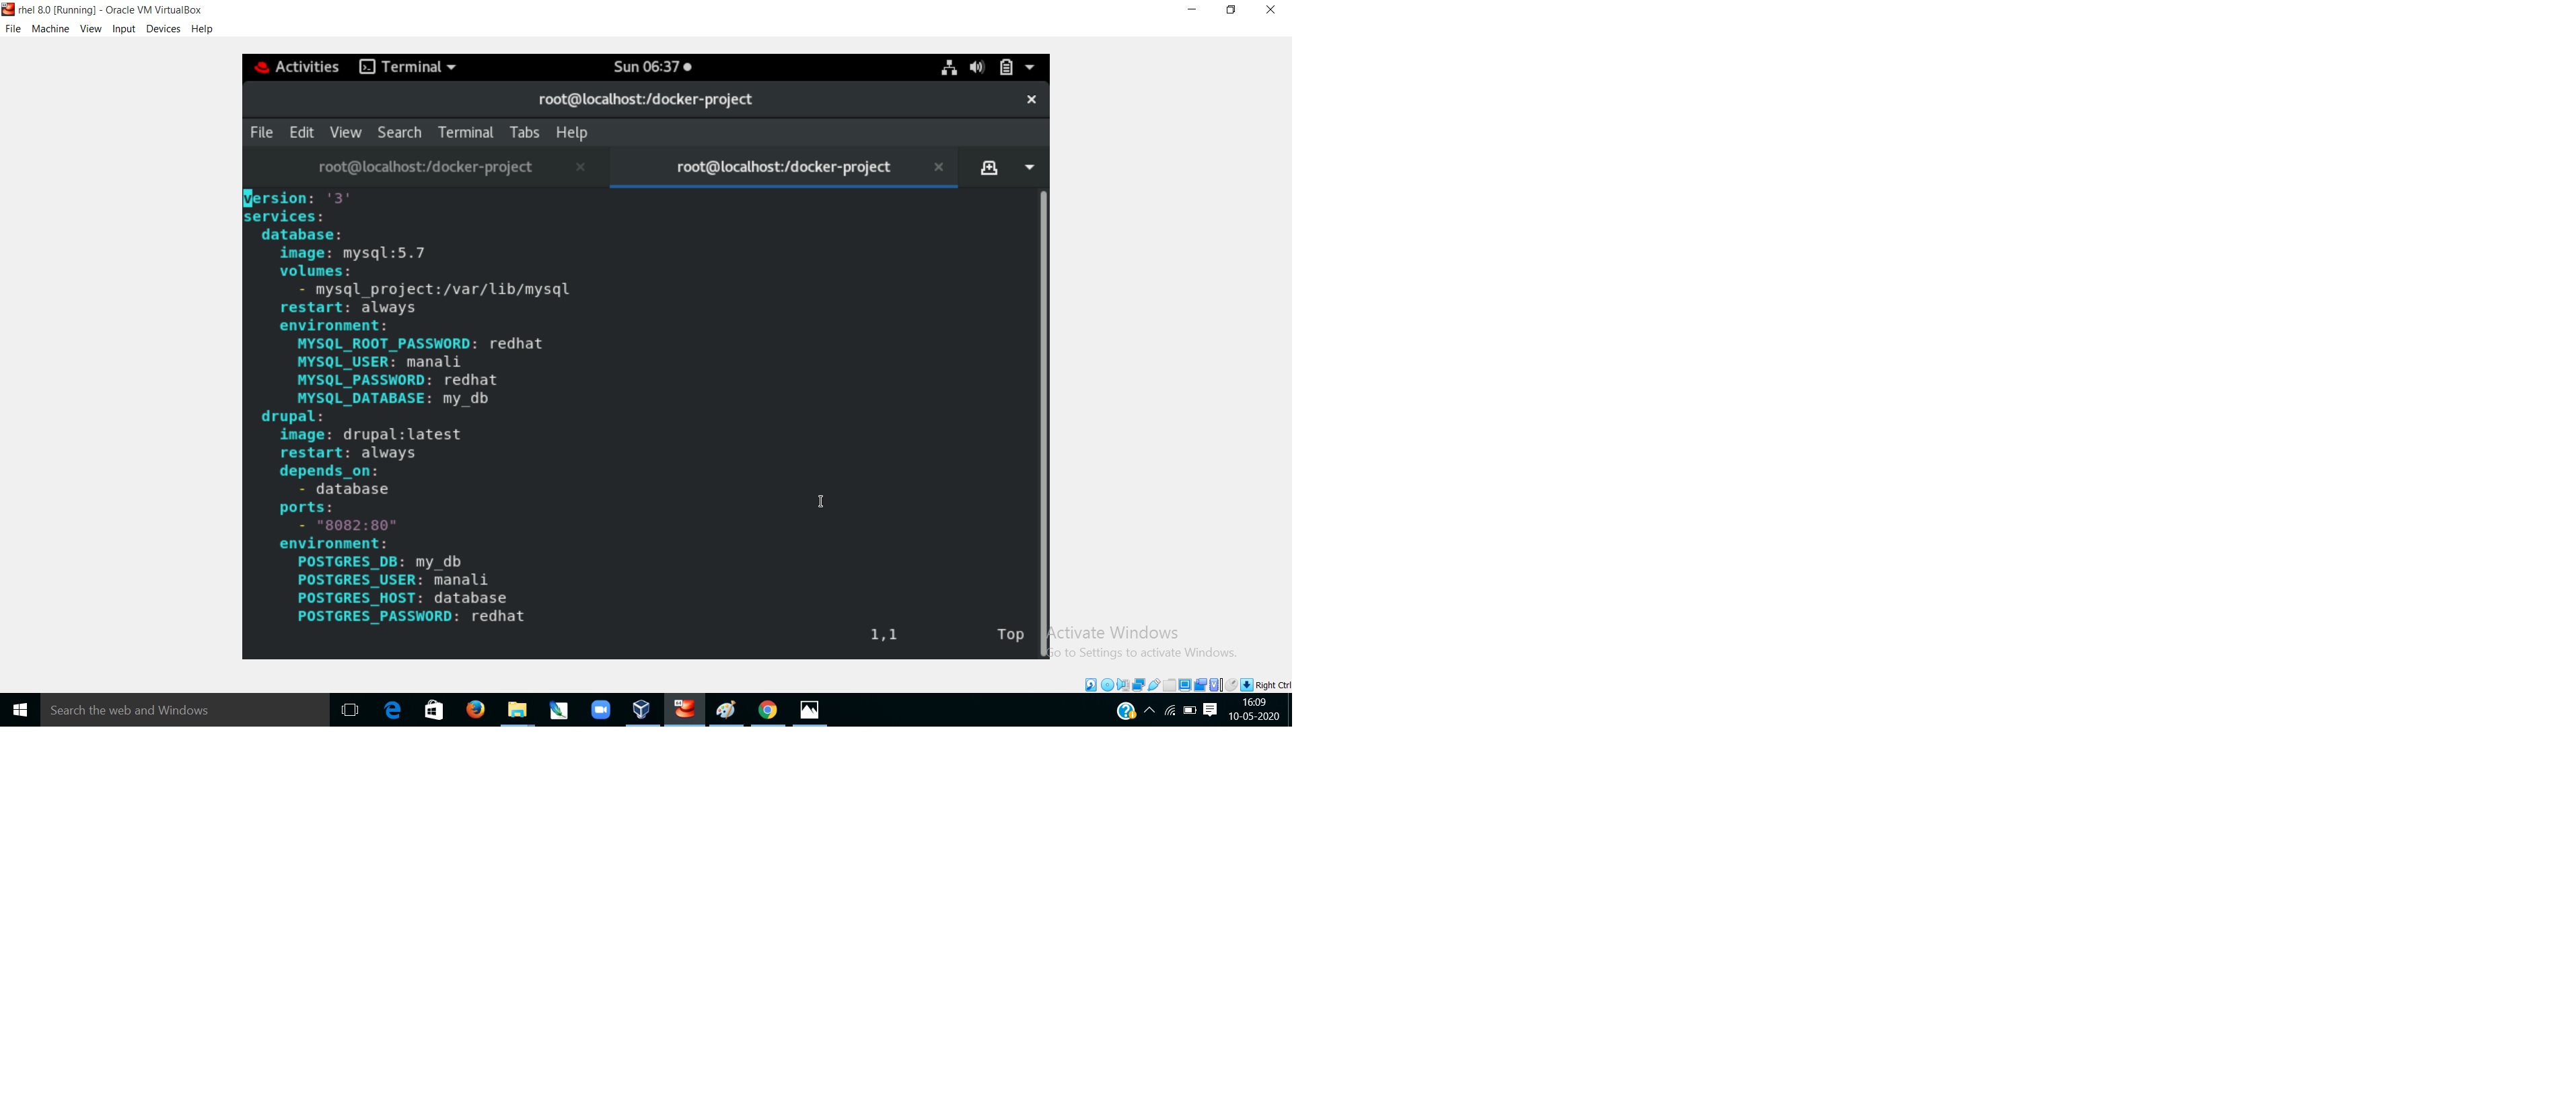 rhel 8.0 [Running] - Oracle VM VirtualBox
File Machine View Input Devices Help
Activities Terminal Sun 06:37
root@localhost:/docker-project
File Edit View Search Terminal Tabs Help
root@localhost:/docker-project root@localhost:/docker-project
version: '3'
services:
  database:
    image: mysql:5.7
    volumes:
      - mysql_project:/var/lib/mysql
    restart: always
    environment:
      MYSQL_ROOT_PASSWORD: redhat
      MYSQL_USER: manali
      MYSQL_PASSWORD: redhat
      MYSQL_DATABASE: my_db
  drupal:
    image: drupal:latest
    restart: always
    depends_on:
      - database
    ports:
      - "8082:80"
    environment:
      POSTGRES_DB: my_db
      POSTGRES_USER: manali
      POSTGRES_HOST: database
      POSTGRES_PASSWORD: redhat
1,1 Top
Activate Windows
Go to Settings to activate Windows.
Right Ctrl
Search the web and Windows
16:09
10-05-2020